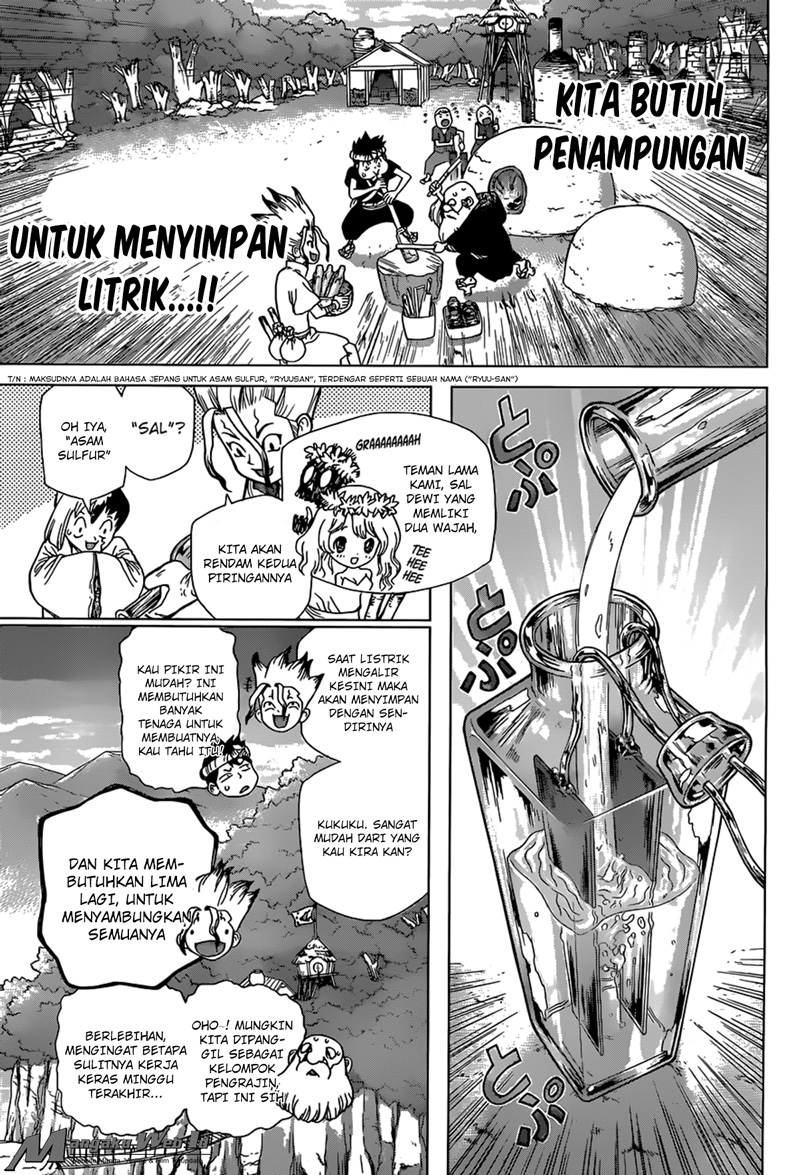 KITA BUTUH
PENAMPUNGAN
UNTUK MENYIMPAN
LITRIK...!!
T/N : MAKSUDNYA ADALAH BAHASA JEPANG UNTUK ASAM SULFUR, "RYUUSAN", TERDENGAR SEPERTI SEBUAH NAMA ("RYUU-SAN")
とぷ
とぷ
とぷ
GRAAAAAAAAH
TEMAN LAMA
KAMI, SAL
DEWI YANG
MEMLIKI
DUA WAJAH,
TEE
HEE
HEE
KITA AKAN
RENDAM KEDUA
PIRINGANNYA
"SAL"?
OH IYA,
"ASAM
SULFUR"
SAAT LISTRIK
MENGALIR
KESINI MAKA
AKAN MENYIMPAN
DENGAN SEN-
DIRINYA
KUKUKU. SANGAT
MUDAH DARI YANG
KAU KIRA KAN?
KAU PIKIR INI
MUDAH? INI
MEMBUTUHKAN
BANYAK
TENAGA UNTUK
MEMBUATNYA,
KAU TAHU ITU!
DAN KITA MEM-
BUTUHKAN LIMA
LAGI, UNTUK
MENYAMBUNGKAN
SEMUANYA
OHO~! MUNGKIN
KITA DIPANG-
GIL SEBAGAI
KELOMPOK
PENGRAJIN,
TAPI INI SIH
BERLEBIHAN,
MENGINGAT BETAPA
SULITNYA KERJA
KERAS MINGGU
TERAKHIR...